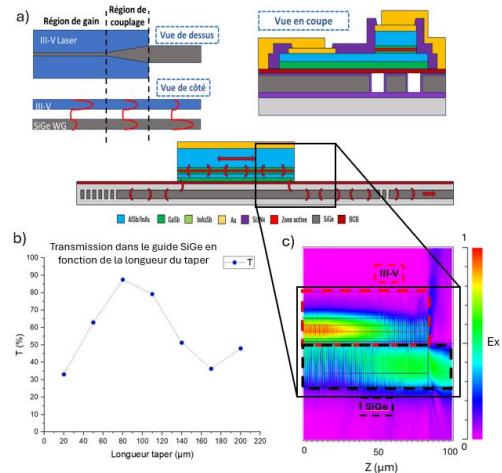 a)
Région de gain
Région de
couplage
III-V Laser
Vue de dessus
Vue en coupe
Vue de côté
III-V
SiGe WG
AlSb/InAs
GaSb
InAsSb
Au
Zone active
SiGe
BCB
b)
Transmission dans le guide SiGe en
fonction de la longueur du taper
T
T (%)
100
90
80
70
60
50
40
30
20
10
0
0
20
40
60
80
100
120
140
160
180
200
220
Longueur taper (µm)
c)
III-V
SiGe
1
Ex
0
0
50
100
Z (µm)